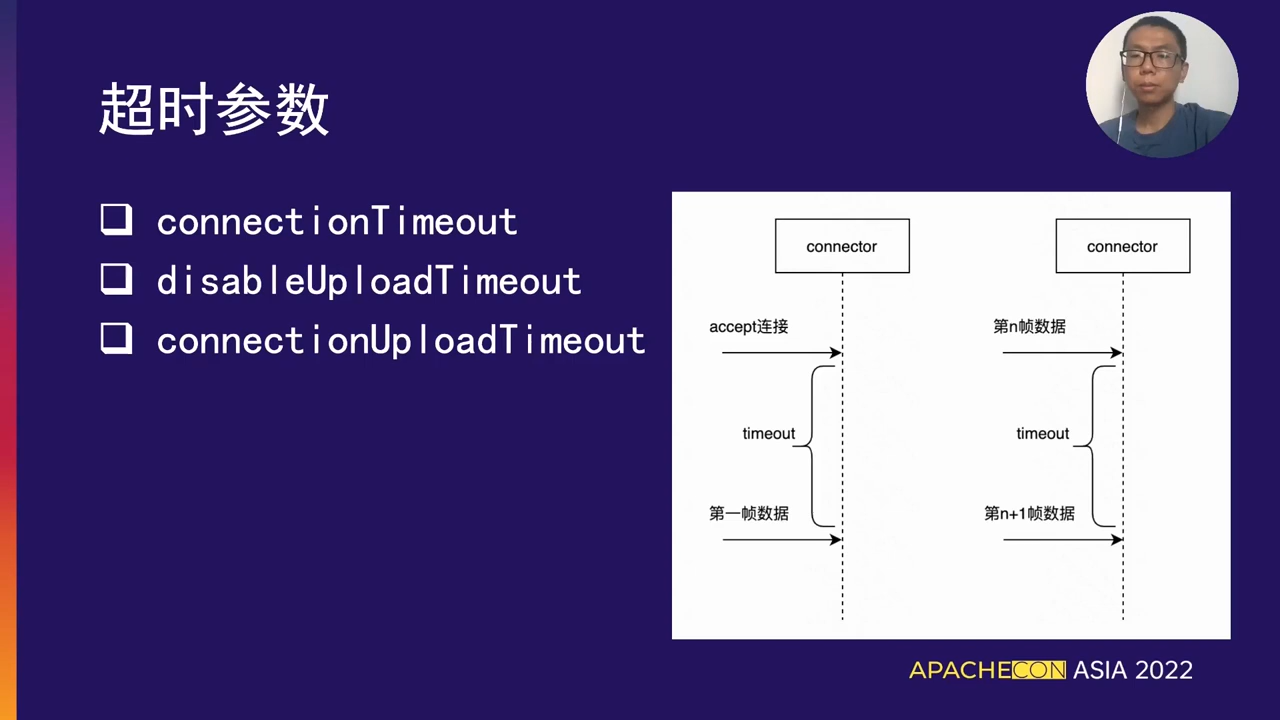 超时参数
connectionTimeout
disableUploadTimeout
connectionUploadTimeout
connector
accept连接
timeout
第一帧数据
connector
第n帧数据
timeout
第n+1帧数据
APACHECON ASIA 2022